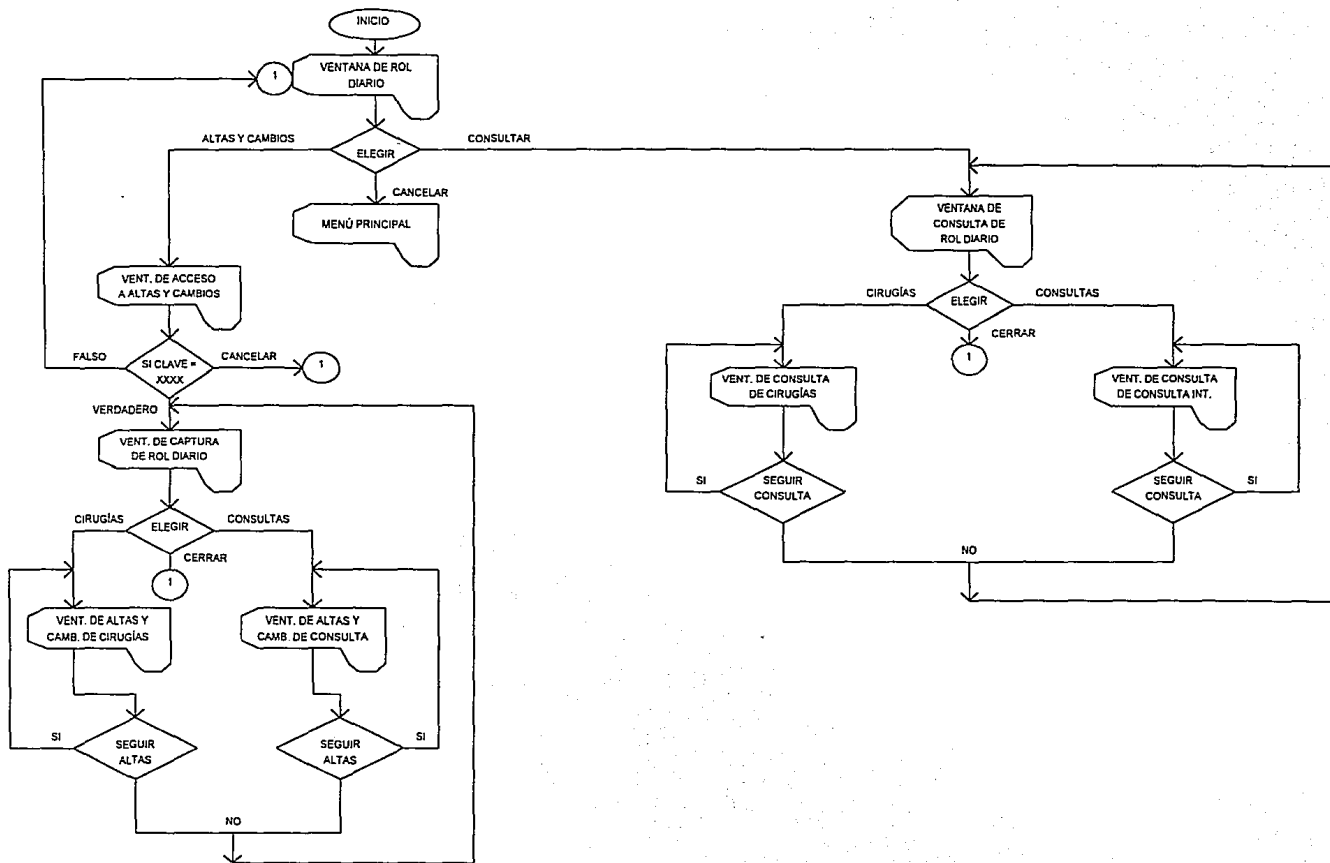 INICIO
1
VENTANA DE ROL
DIARIO
ALTAS Y CAMBIOS
ELEGIR
CONSULTAR
CANCELAR
MENÚ PRINCIPAL
VENT. DE ACCESO
A ALTAS Y CAMBIOS
FALSO
SI CLAVE =
XXXX
CANCELAR
1
VERDADERO
VENT. DE CAPTURA
DE ROL DIARIO
CIRUGÍAS
ELEGIR
CONSULTAS
CERRAR
1
VENT. DE ALTAS Y
CAMB. DE CIRUGÍAS
VENT. DE ALTAS Y
CAMB. DE CONSULTA
SI
SEGUIR
ALTAS
SEGUIR
ALTAS
SI
NO
VENTANA DE
CONSULTA DE
ROL DIARIO
CIRUGÍAS
ELEGIR
CONSULTAS
CERRAR
1
VENT. DE CONSULTA
DE CIRUGÍAS
VENT. DE CONSULTA
DE CONSULTA INT.
SI
SEGUIR
CONSULTA
SEGUIR
CONSULTA
SI
NO